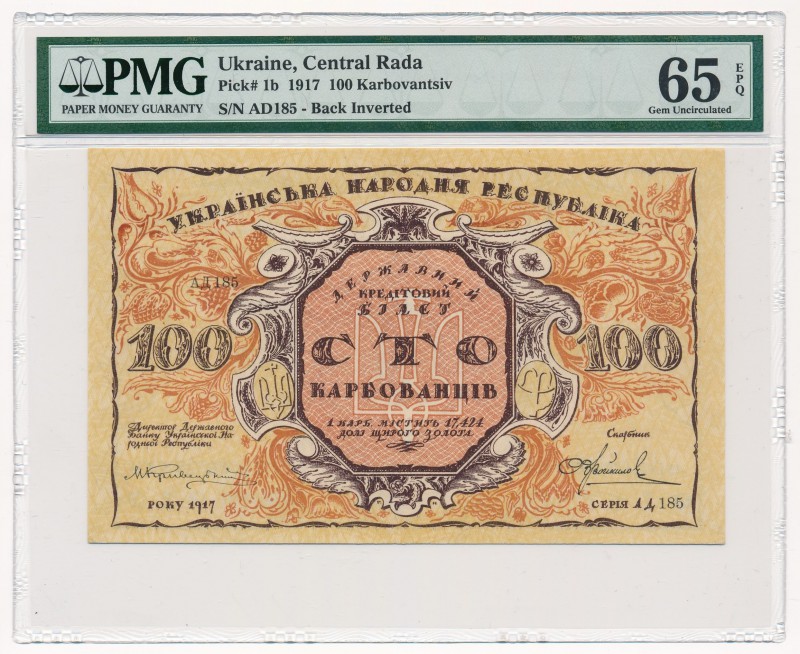 PMG
PAPER MONEY GUARANTY
Ukraine, Central Rada
Pick# 1b 1917 100 Karbovantsiv
S/N AD185 - Back Inverted
65 EPQ
Gem Uncirculated
УКРАЇНСЬКА НАРОДНЯ РЕСПУБЛІКА
АД 185
ДЕРЖАВНИЙ
КРЕДІТОВИЙ
БІЛЄТ
100 СТО 100
КАРБОВАНЦІВ
1 КАРБ. МІСТИТЬ 17,424
ДОЛІ ЩИРОГО ЗОЛОТА.
Діректор Державного
Банку Української На-
родньої Республіки
Скарбник
РОКУ 1917
СЕРІЯ АД 185